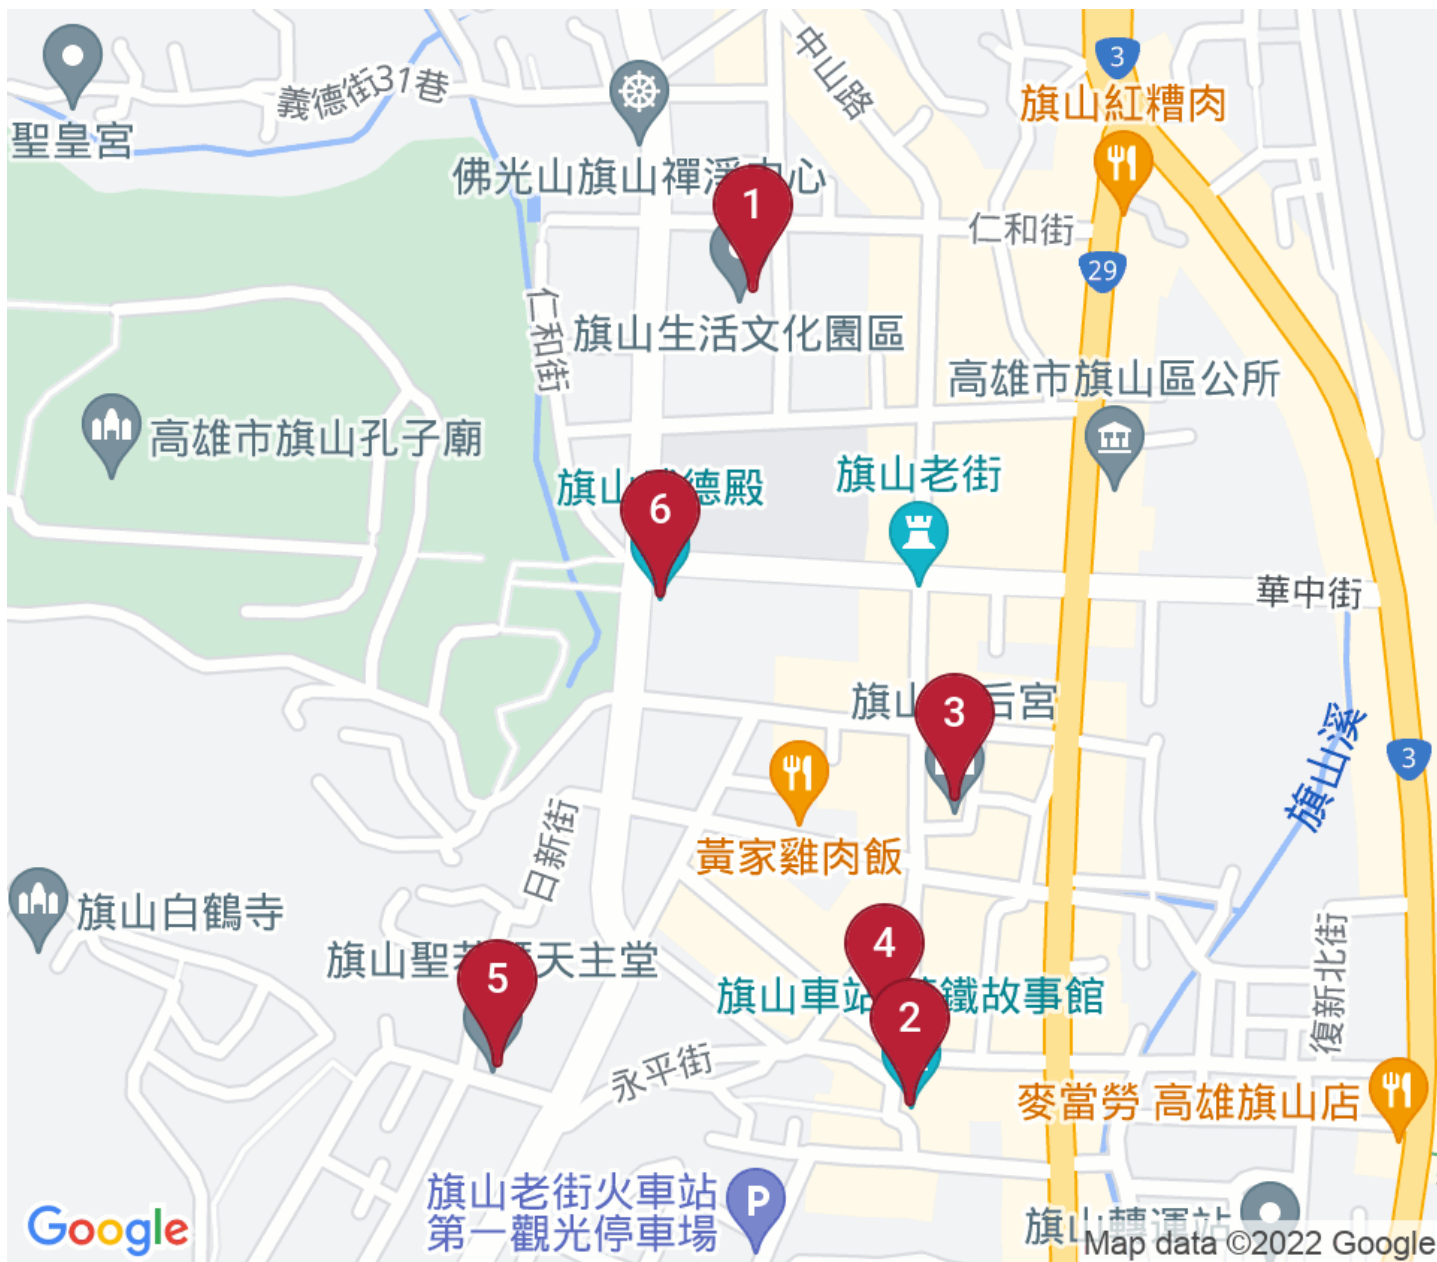 3
中山路
旗山紅糟肉
義德街31巷
聖皇宮
佛光山旗山禪淨中心
1
仁和街
29
仁和街
旗山生活文化園區
高雄市旗山區公所
高雄市旗山孔子廟
旗山老街
旗山 德殿
6
華中街
旗山 后宮
3
旗山溪
3
黃家雞肉飯
日新街
旗山白鶴寺
旗山聖 天主堂
5
4
旗山車站 鐵故事館
2
復新北街
永平街
麥當勞 高雄旗山店
旗山老街火車站
第一觀光停車場
P
旗山轉運站
Google
Map data ©2022 Google